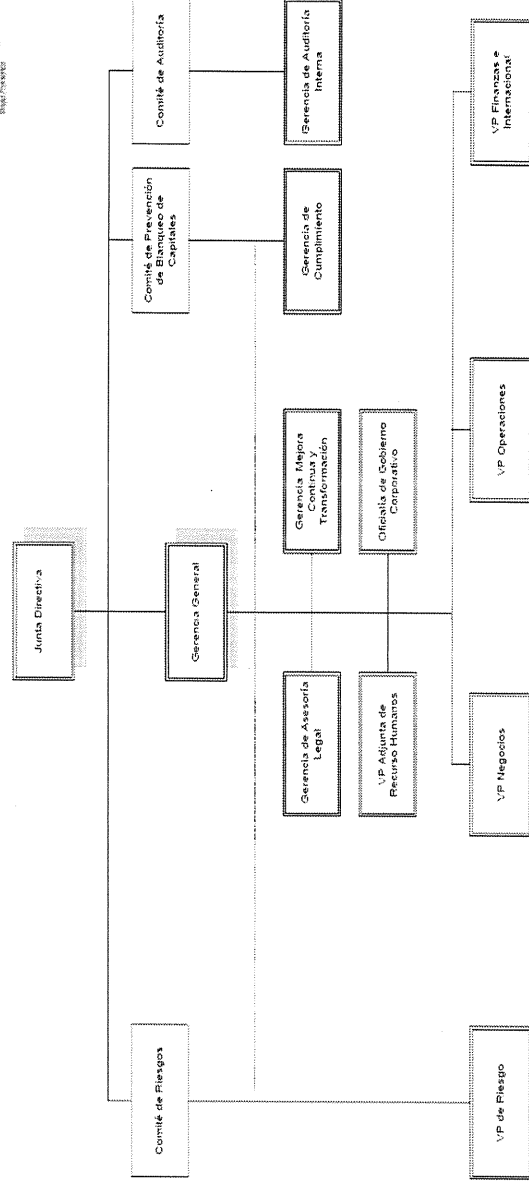 Junta Directiva
Gerencia General
Comité de Riesgos
Comité de Prevención
de Blanqueo de
Capitales
Comité de Auditoría
Gerencia de Asesoría
Legal
Gerencia Mejora
Continua y
Transformación
Gerencia de
Cumplimiento
Gerencia de Auditoría
Interna
VP Adjunta de
Recurso Humanos
Oficialía de Gobierno
Corporativo
VP de Riesgo
VP Negocios
VP Operaciones
VP Finanzas e
Internacional